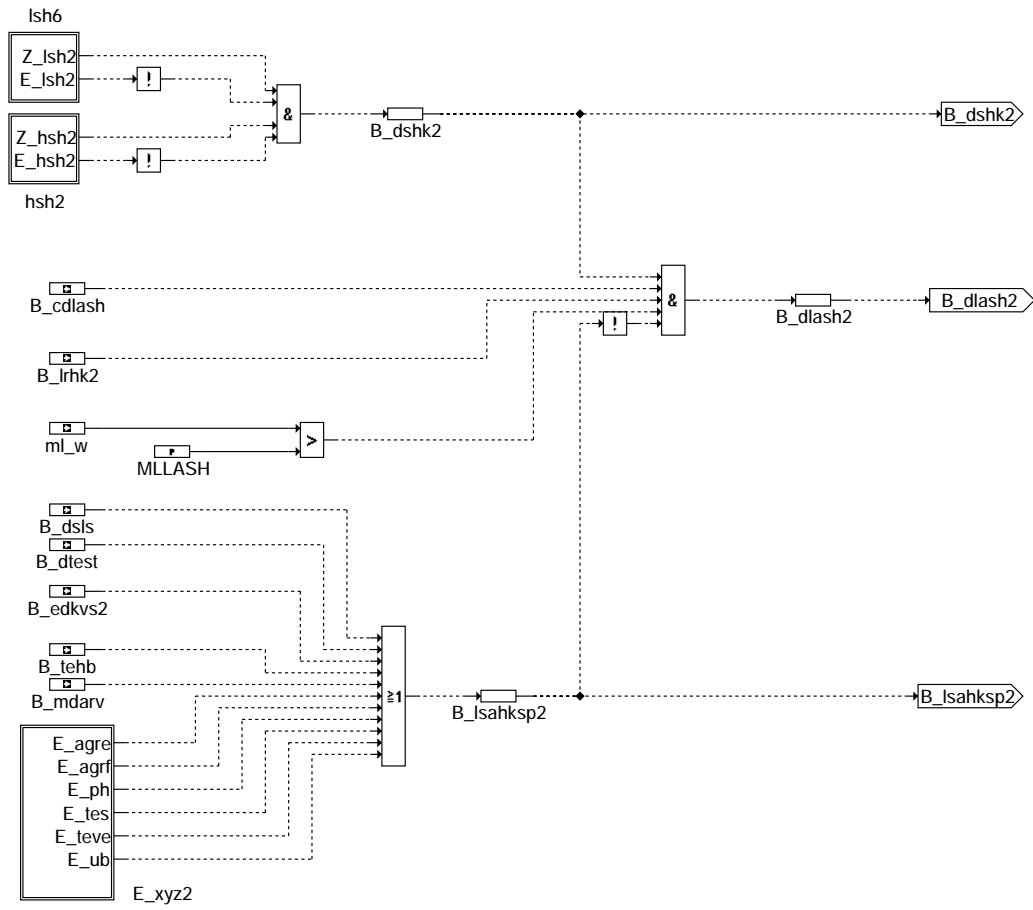 lsh6
Z_lsh2
E_lsh2
!
&
B_dshk2
B_dshk2
Z_hsh2
E_hsh2
!
hsh2
B_cdlash
&
B_dlash2
B_dlash2
!
B_lrhk2
ml_w
>
MLLASH
B_dsls
B_dtest
B_edkvs2
B_tehb
B_mdarv
≥1
B_lsahksp2
B_lsahksp2
E_agre
E_agrf
E_ph
E_tes
E_teve
E_ub
E_xyz2